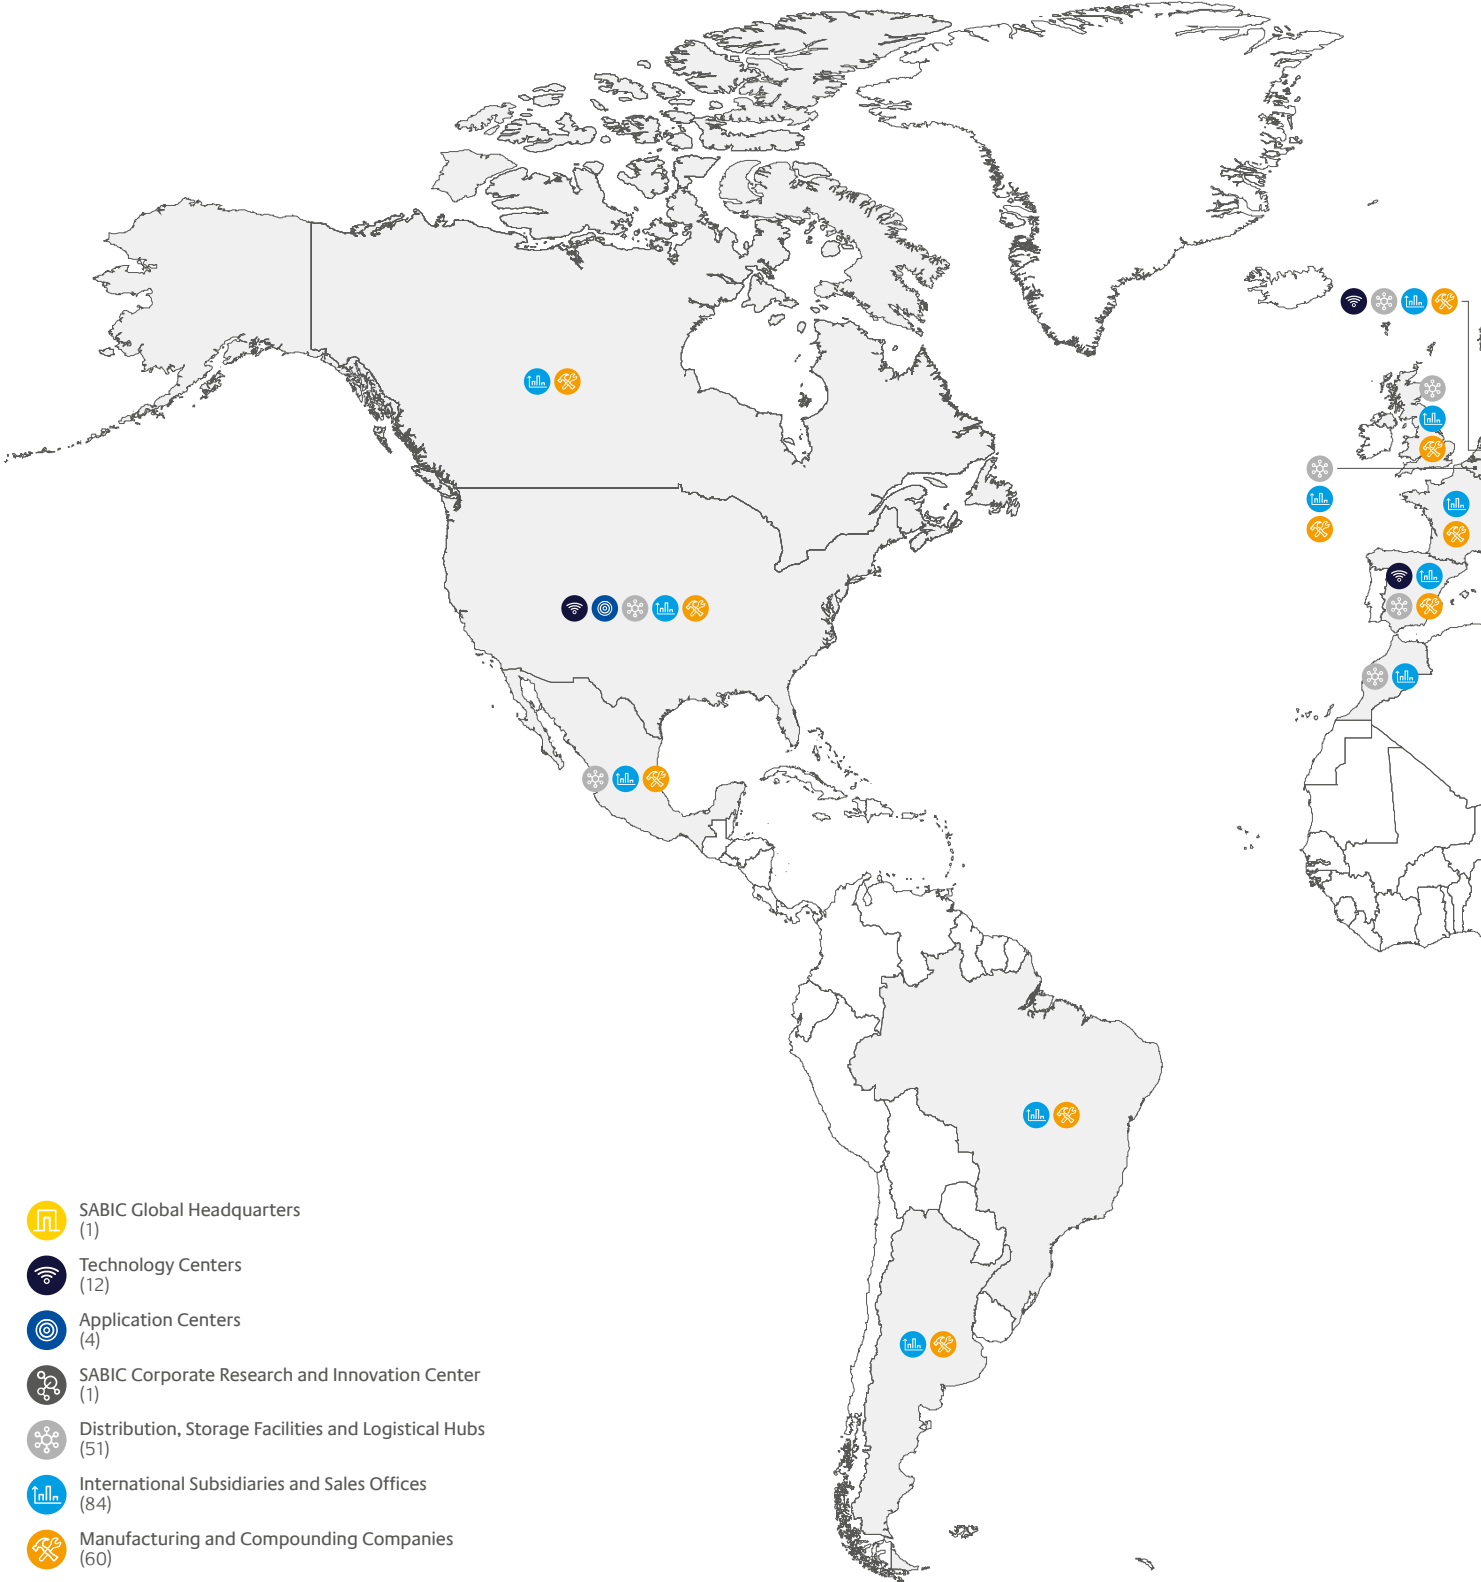 SABIC Global Headquarters
(1)
Technology Centers
(12)
Application Centers
(4)
SABIC Corporate Research and Innovation Center
(1)
Distribution, Storage Facilities and Logistical Hubs
(51)
International Subsidiaries and Sales Offices
(84)
Manufacturing and Compounding Companies
(60)